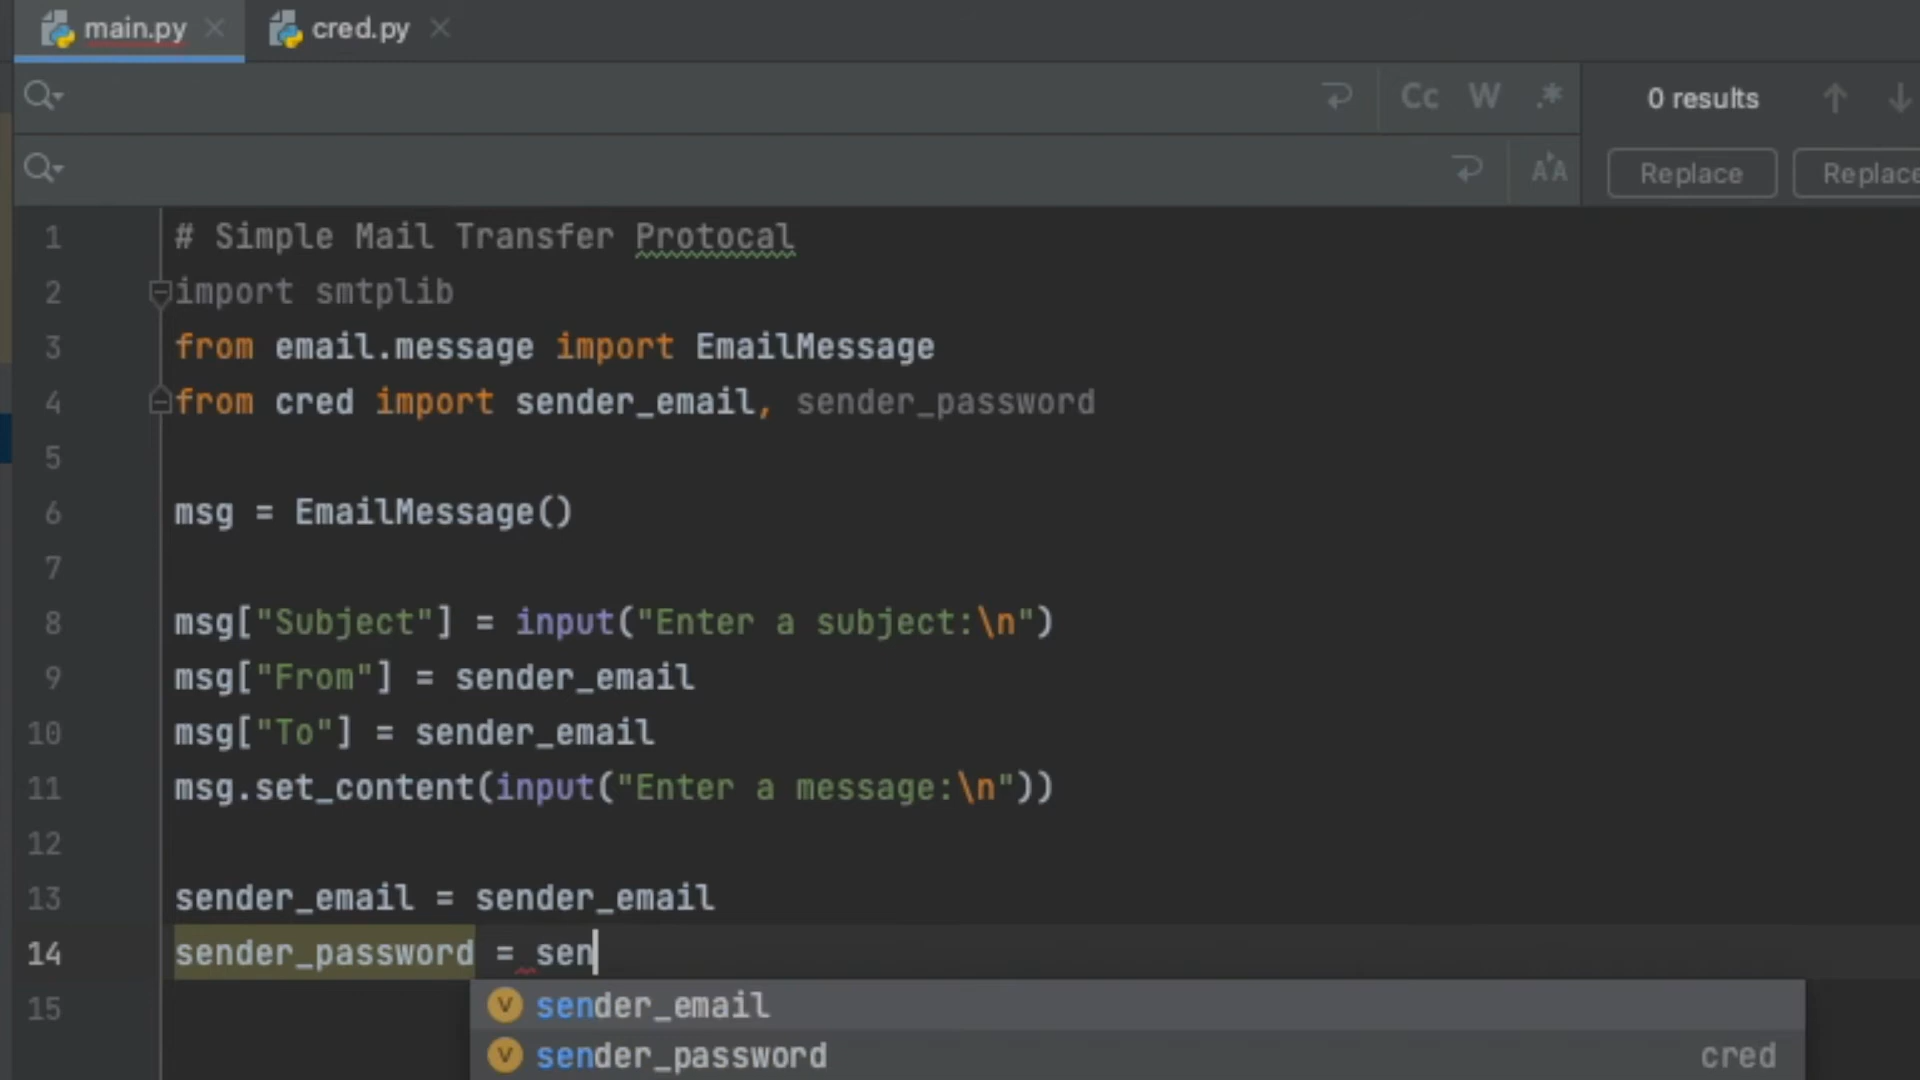 main.py cred.py
Cc W .* 0 results
Replace Replace
1 # Simple Mail Transfer Protocal
2 import smtplib
3 from email.message import EmailMessage
4 from cred import sender_email, sender_password
5
6 msg = EmailMessage()
7
8 msg["Subject"] = input("Enter a subject:\n")
9 msg["From"] = sender_email
10 msg["To"] = sender_email
11 msg.set_content(input("Enter a message:\n"))
12
13 sender_email = sender_email
14 sender_password = sen
15
V sender_email
V sender_password cred